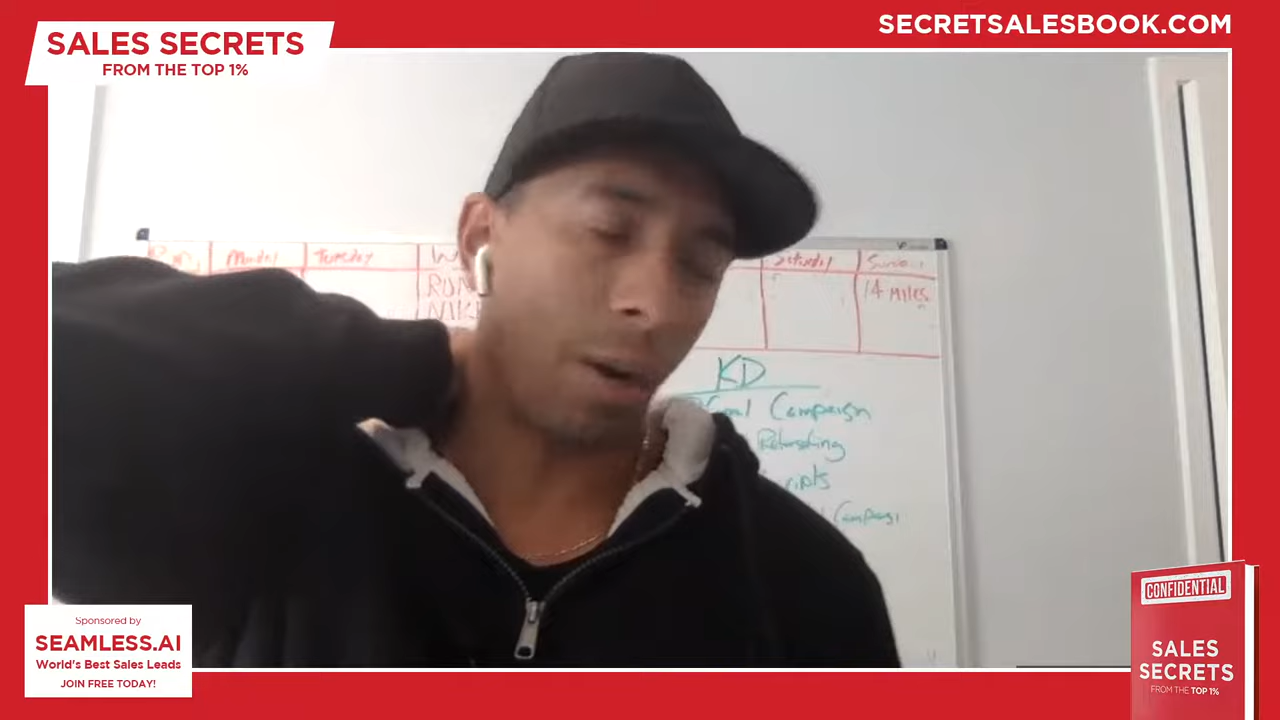 SALES SECRETS
FROM THE TOP 1%
SECRETSALESBOOK.COM
Tuesday
Saturday
RUN
14 MILES
KD
Campaign
Sponsored by
SEAMLESS.AI
World's Best Sales Leads
JOIN FREE TODAY!
CONFIDENTIAL
SALES
SECRETS
FROM THE TOP 1%